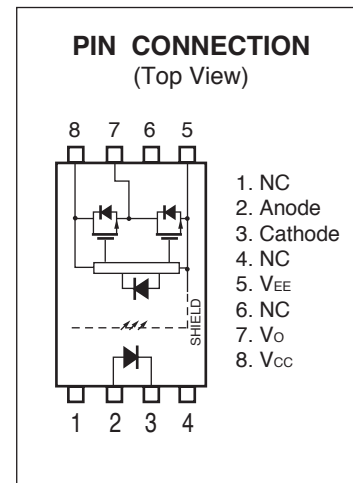 PIN CONNECTION
(Top View)
8 7 6 5
1. NC
2. Anode
3. Cathode
4. NC
5. VEE
6. NC
7. VO
8. VCC
SHIELD
1 2 3 4